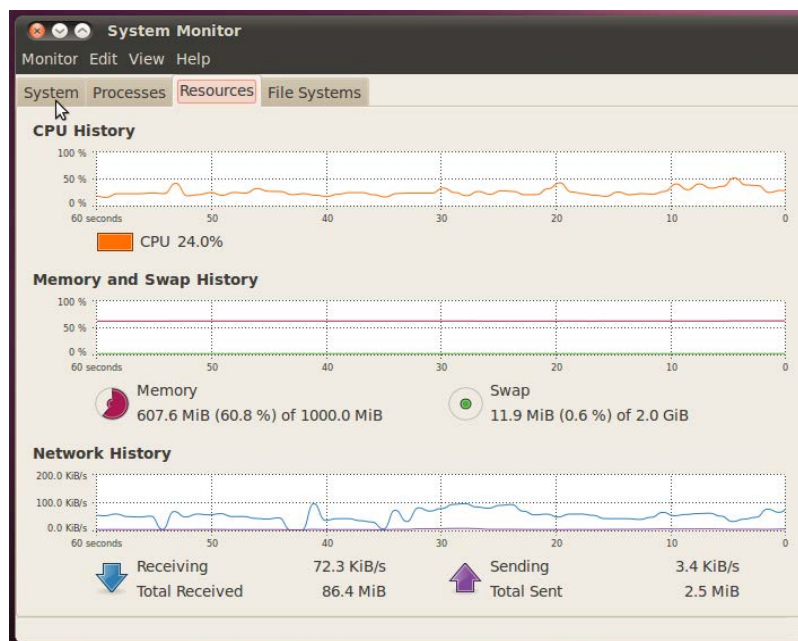 System Monitor
Monitor Edit View Help
System Processes Resources File Systems
CPU History
100 %
50 %
0 %
60 seconds 50 40 30 20 10 0
CPU 24.0%
Memory and Swap History
100 %
50 %
0 %
60 seconds 50 40 30 20 10 0
Memory Swap
607.6 MiB (60.8 %) of 1000.0 MiB 11.9 MiB (0.6 %) of 2.0 GiB
Network History
200.0 KiB/s
100.0 KiB/s
0.0 KiB/s
60 seconds 50 40 30 20 10 0
Receiving 72.3 KiB/s Sending 3.4 KiB/s
Total Received 86.4 MiB Total Sent 2.5 MiB